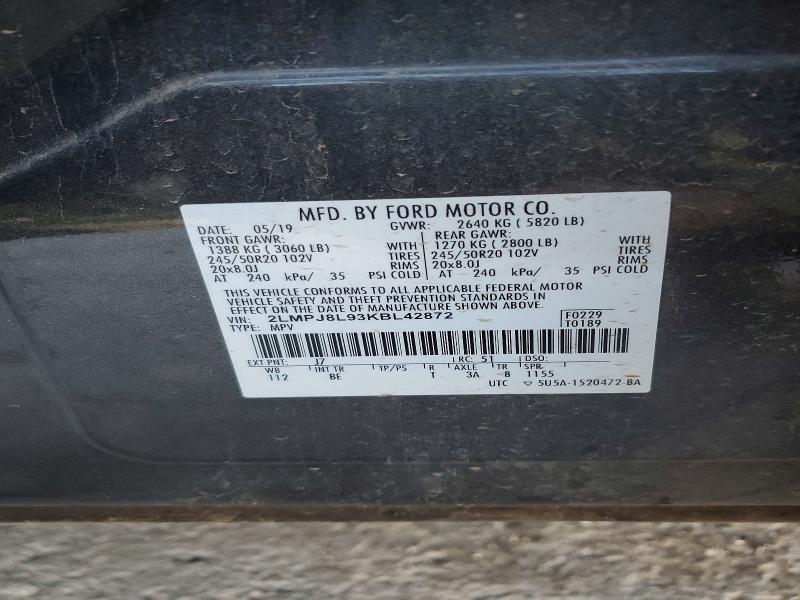 MFD. BY FORD MOTOR CO.
DATE: 05/19 GVWR: 2640 KG ( 5820 LB)
FRONT GAWR: REAR GAWR:
1388 KG ( 3060 LB) WITH 1270 KG ( 2800 LB) WITH
245/50R20 102V TIRES 245/50R20 102V TIRES
20x8.0J RIMS 20x8.0J RIMS
AT 240 kPa/ 35 PSI COLD AT 240 kPa/ 35 PSI COLD
THIS VEHICLE CONFORMS TO ALL APPLICABLE FEDERAL MOTOR
VEHICLE SAFETY AND THEFT PREVENTION STANDARDS IN
EFFECT ON THE DATE OF MANUFACTURE SHOWN ABOVE.
VIN: 2LMPJ8L93KBL42872 F0229
TYPE: MPV T0189
EXT PNT: J7 RC: 51 DSO:
WB INT TR TP/PS R AXLE TR SPR
112 BE T 3A 8 1155
UTC ▽ 5U5A-1520472-BA